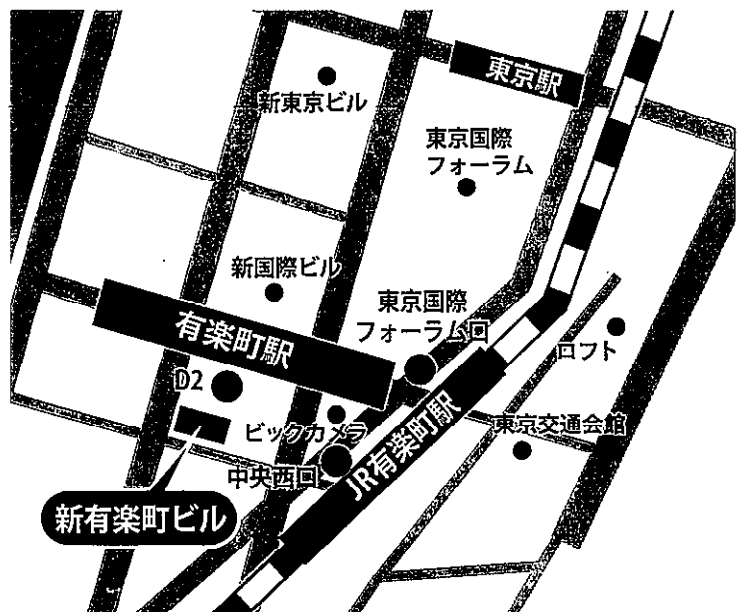 東京駅
新東京ビル
東京国際
フォーラム
新国際ビル
東京国際
フォーラム口
有楽町駅
ロフト
D2
ビックカメラ
JR有楽町駅
東京交通会館
中央西口
新有楽町ビル